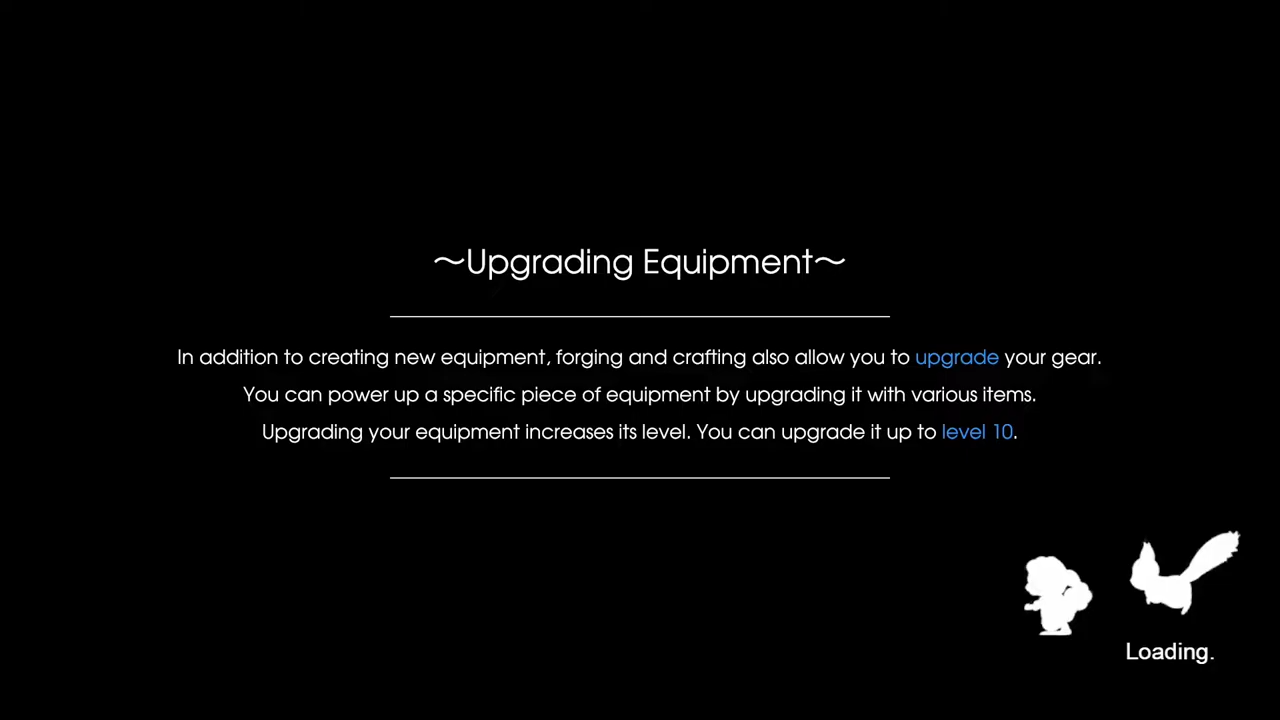 ～Upgrading Equipment～
In addition to creating new equipment, forging and crafting also allow you to upgrade your gear.
You can power up a specific piece of equipment by upgrading it with various items.
Upgrading your equipment increases its level. You can upgrade it up to level 10.
Loading.